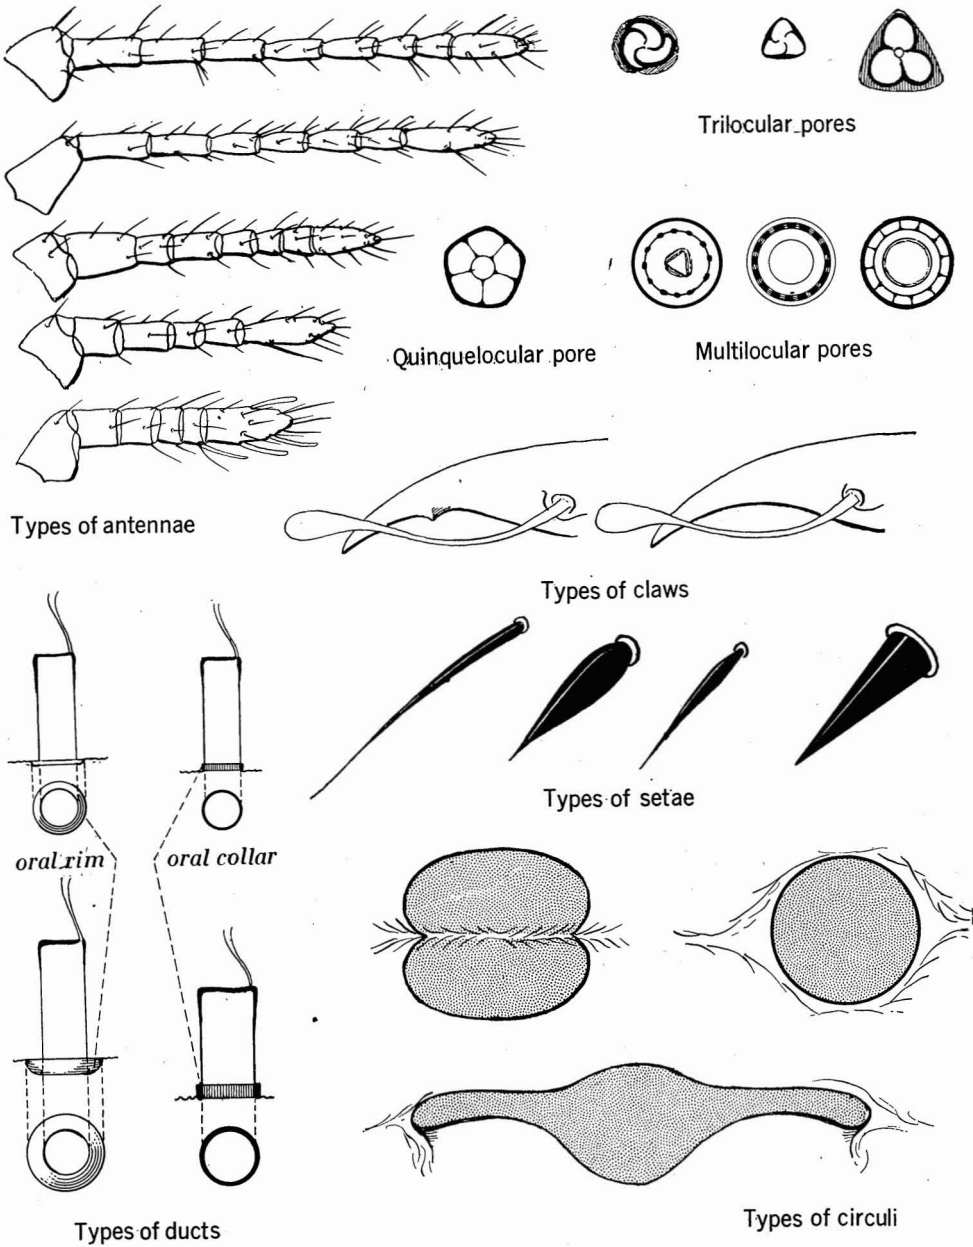 Trilocular pores
Quinquelocular pore
Multilocular pores
Types of antennae
Types of claws
Types of setae
oral rim
oral collar
Types of ducts
Types of circuli